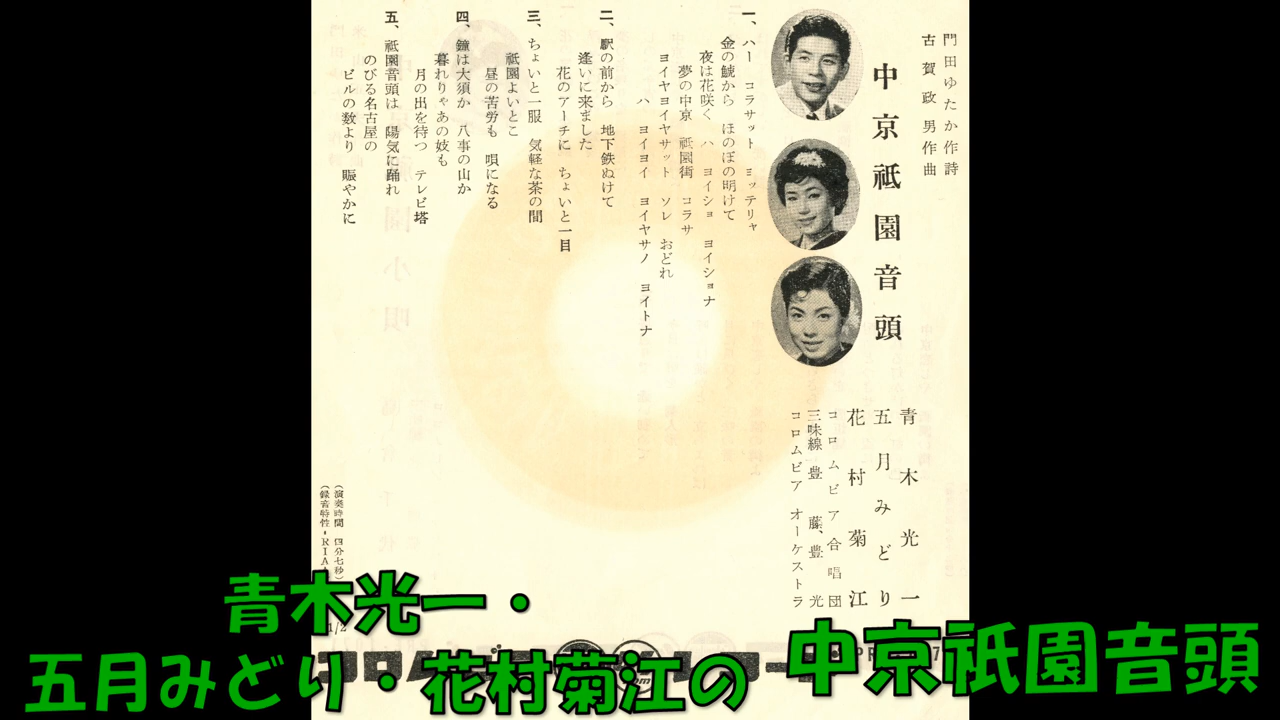 門田ゆたか作詩
古賀政男作曲
中京祗園音頭
青木光一
五月みどり
花村菊江
コロムビア合唱団
三味線 豊藤、豊光
コロムビア オーケストラ
一、ハー コラサット ヨッテリャ
金の鯱から ほのぼの明けて
夜は花咲く ハ ヨイショ ヨイショナ
夢の中京 祗園街 コラサ
ヨイヤヨイヤサット ソレ おどれ
ハ ヨイヨイ ヨイヤサノ ヨイトナ
二、駅の前から 地下鉄ぬけて
逢いに来ました
花のアーチに ちょいと一目
三、ちょいと一服 気軽な茶の間
祗園よいとこ
昼の苦労も 唄になる
四、鐘は大須か 八事の山か
暮れりゃあの妓も
月の出を待つ テレビ塔
五、祗園音頭は 陽気に踊れ
のびる名古屋の
ビルの数より 賑やかに
(演奏時間 四分七秒)
(録音特性・RIA
1/2
青木光一・
五月みどり・花村菊江の
中京祗園音頭